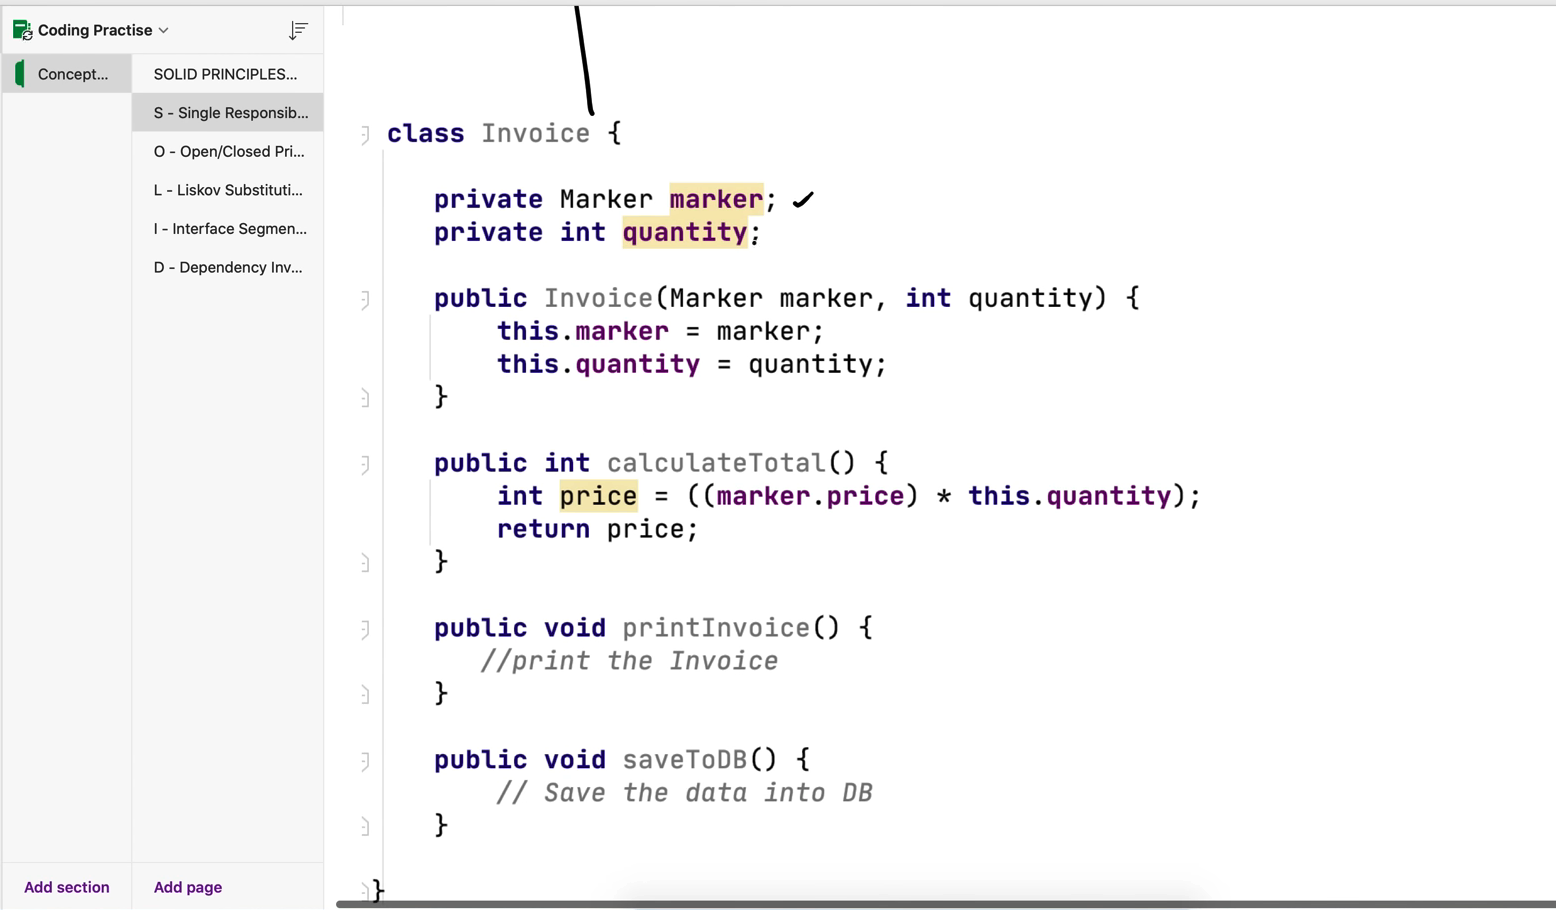 Coding Practise
Concept...
SOLID PRINCIPLES...
S - Single Responsib...
O - Open/Closed Pri...
L - Liskov Substituti...
I - Interface Segmen...
D - Dependency Inv...
Add section
Add page
class Invoice {
private Marker marker;
private int quantity;
public Invoice(Marker marker, int quantity) {
this.marker = marker;
this.quantity = quantity;
}
public int calculateTotal() {
int price = ((marker.price) * this.quantity);
return price;
}
public void printInvoice() {
//print the Invoice
}
public void saveToDB() {
// Save the data into DB
}
}